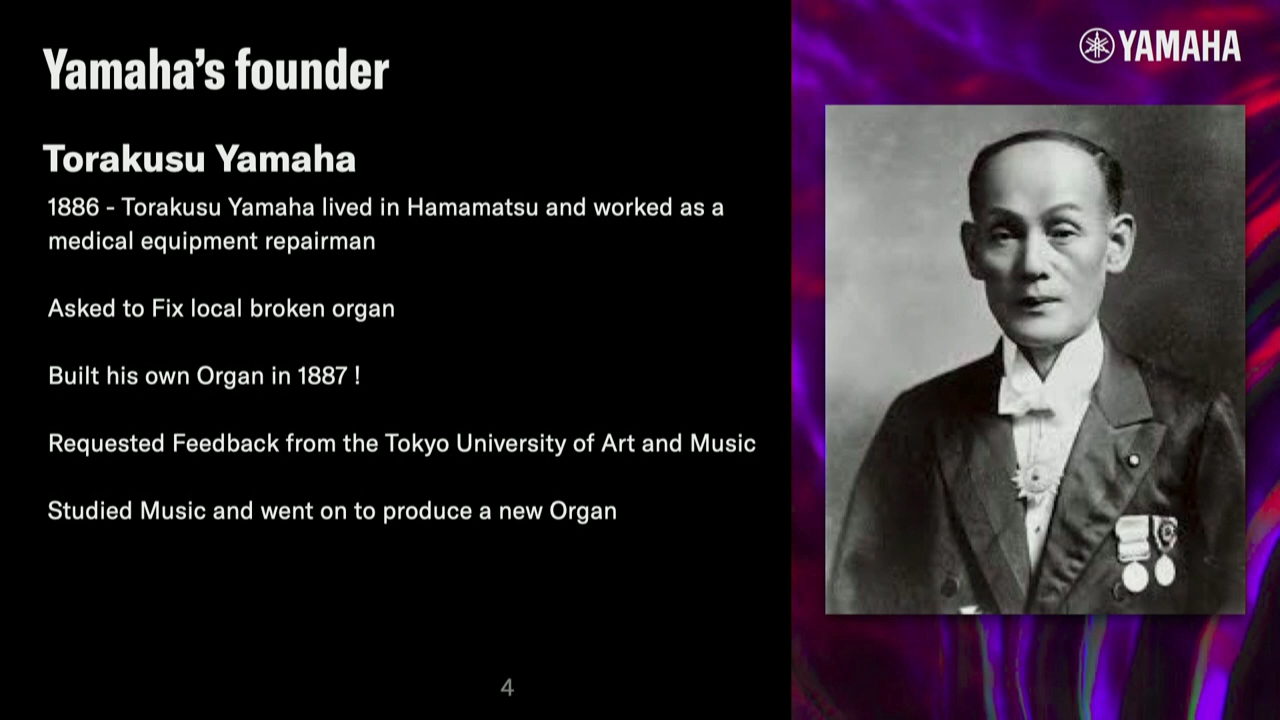 Yamaha’s founder
YAMAHA
Torakusu Yamaha
1886 - Torakusu Yamaha lived in Hamamatsu and worked as a
medical equipment repairman
Asked to Fix local broken organ
Built his own Organ in 1887 !
Requested Feedback from the Tokyo University of Art and Music
Studied Music and went on to produce a new Organ
4